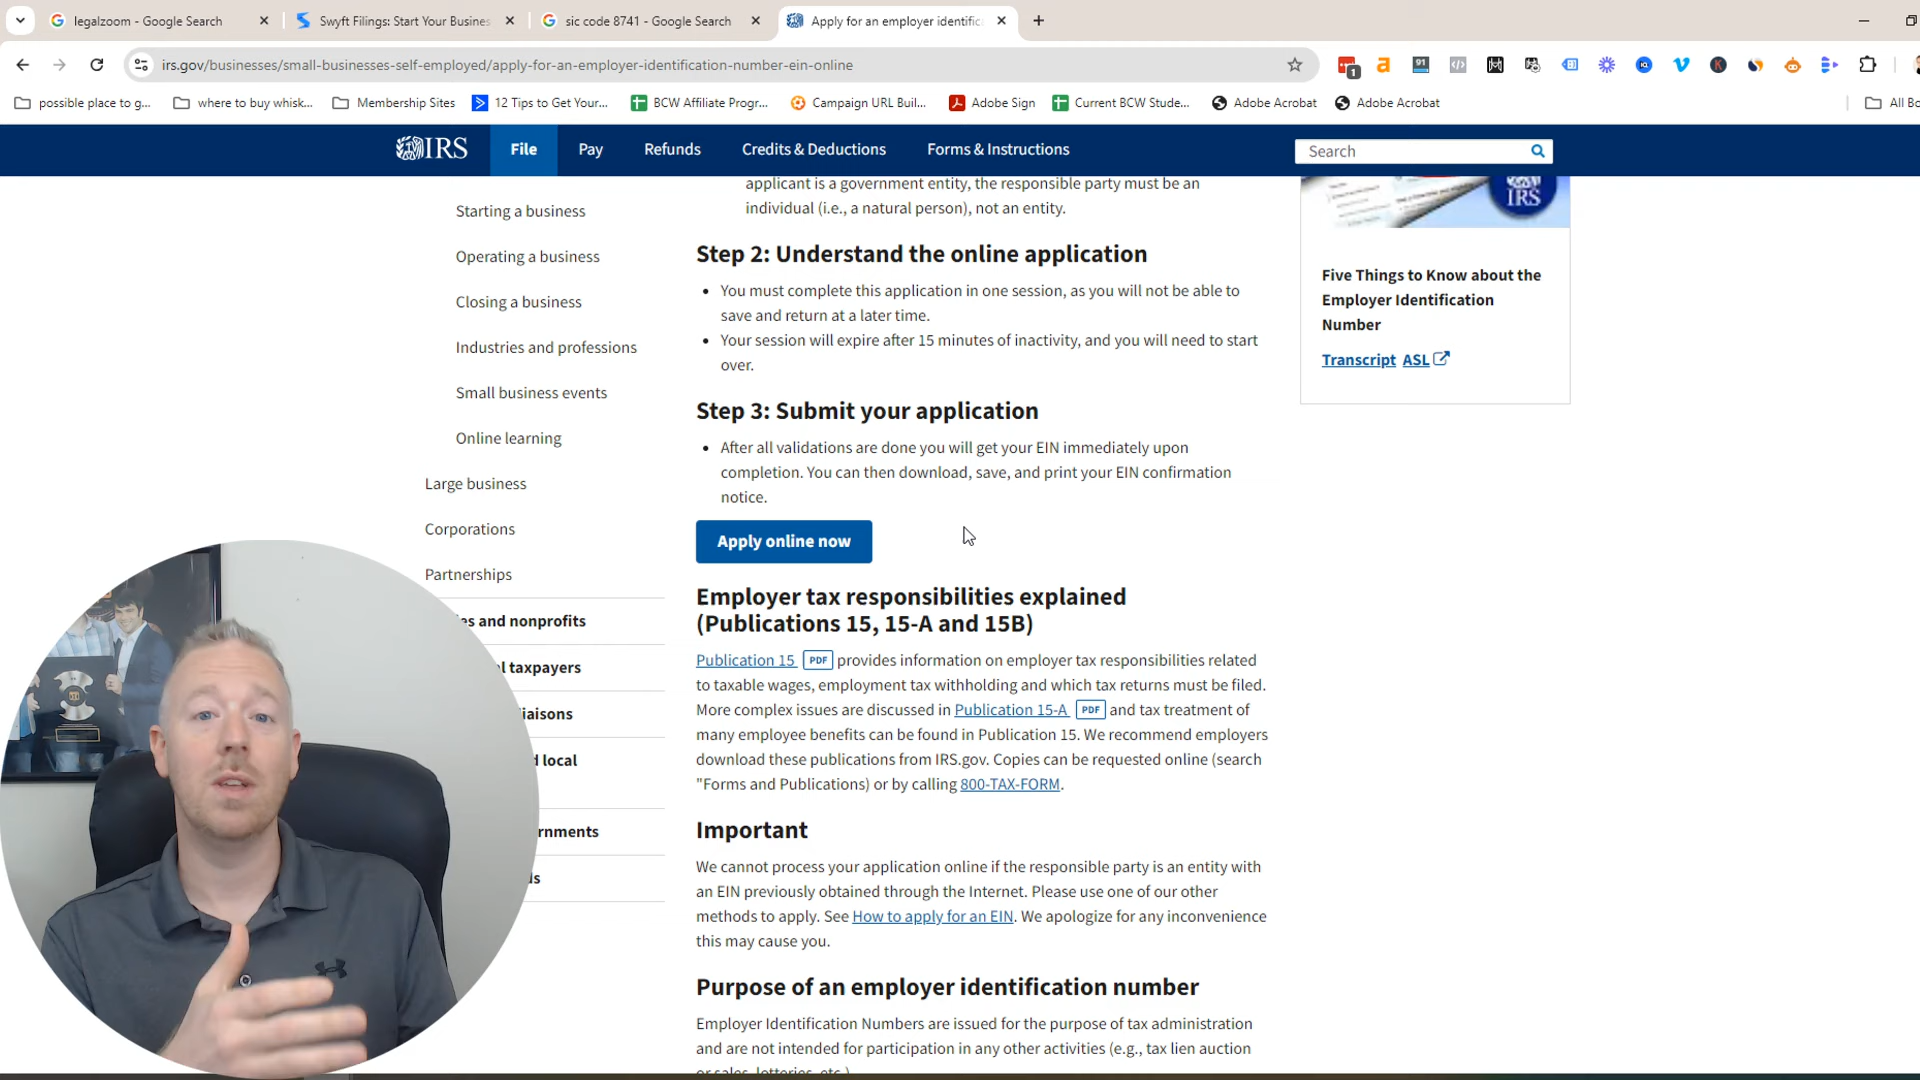 legalzoom - Google Search
Swyft Filings: Start Your Busines
sic code 8741 - Google Search
Apply for an employer identific
irs.gov/businesses/small-businesses-self-employed/apply-for-an-employer-identification-number-ein-online
1
91
possible place to g...
where to buy whisk...
Membership Sites
12 Tips to Get Your...
BCW Affiliate Progr...
Campaign URL Buil...
Adobe Sign
Current BCW Stude...
Adobe Acrobat
Adobe Acrobat
All Bo
IRS
File
Pay
Refunds
Credits & Deductions
Forms & Instructions
Search
Starting a business
Operating a business
Closing a business
Industries and professions
Small business events
Online learning
Large business
Corporations
Partnerships
es and nonprofits
l taxpayers
iaisons
d local
rnments
ls
applicant is a government entity, the responsible party must be an
individual (i.e., a natural person), not an entity.
Step 2: Understand the online application
• You must complete this application in one session, as you will not be able to
save and return at a later time.
• Your session will expire after 15 minutes of inactivity, and you will need to start
over.
Step 3: Submit your application
• After all validations are done you will get your EIN immediately upon
completion. You can then download, save, and print your EIN confirmation
notice.
Apply online now
Employer tax responsibilities explained
(Publications 15, 15-A and 15B)
Publication 15 PDF provides information on employer tax responsibilities related
to taxable wages, employment tax withholding and which tax returns must be filed.
More complex issues are discussed in Publication 15-A PDF and tax treatment of
many employee benefits can be found in Publication 15. We recommend employers
download these publications from IRS.gov. Copies can be requested online (search
"Forms and Publications) or by calling 800-TAX-FORM.
Important
We cannot process your application online if the responsible party is an entity with
an EIN previously obtained through the Internet. Please use one of our other
methods to apply. See How to apply for an EIN. We apologize for any inconvenience
this may cause you.
Purpose of an employer identification number
Employer Identification Numbers are issued for the purpose of tax administration
and are not intended for participation in any other activities (e.g., tax lien auction
or sales, lotteries, etc.)
IRS
Five Things to Know about the
Employer Identification
Number
Transcript ASL